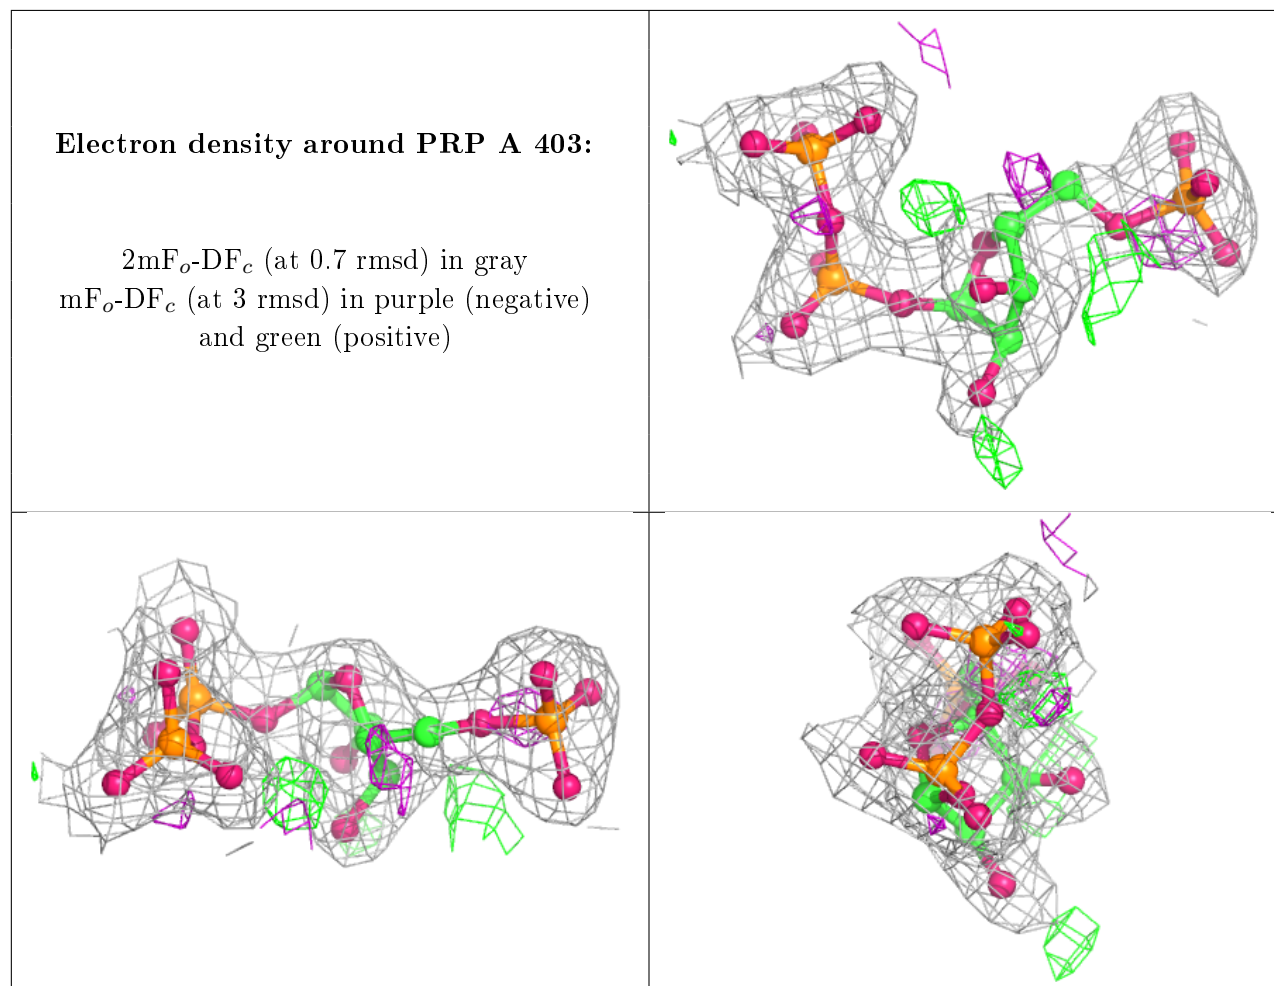 Electron density around PRP A 403:
2mFo-DFc (at 0.7 rmsd) in gray
mFo-DFc (at 3 rmsd) in purple (negative)
and green (positive)